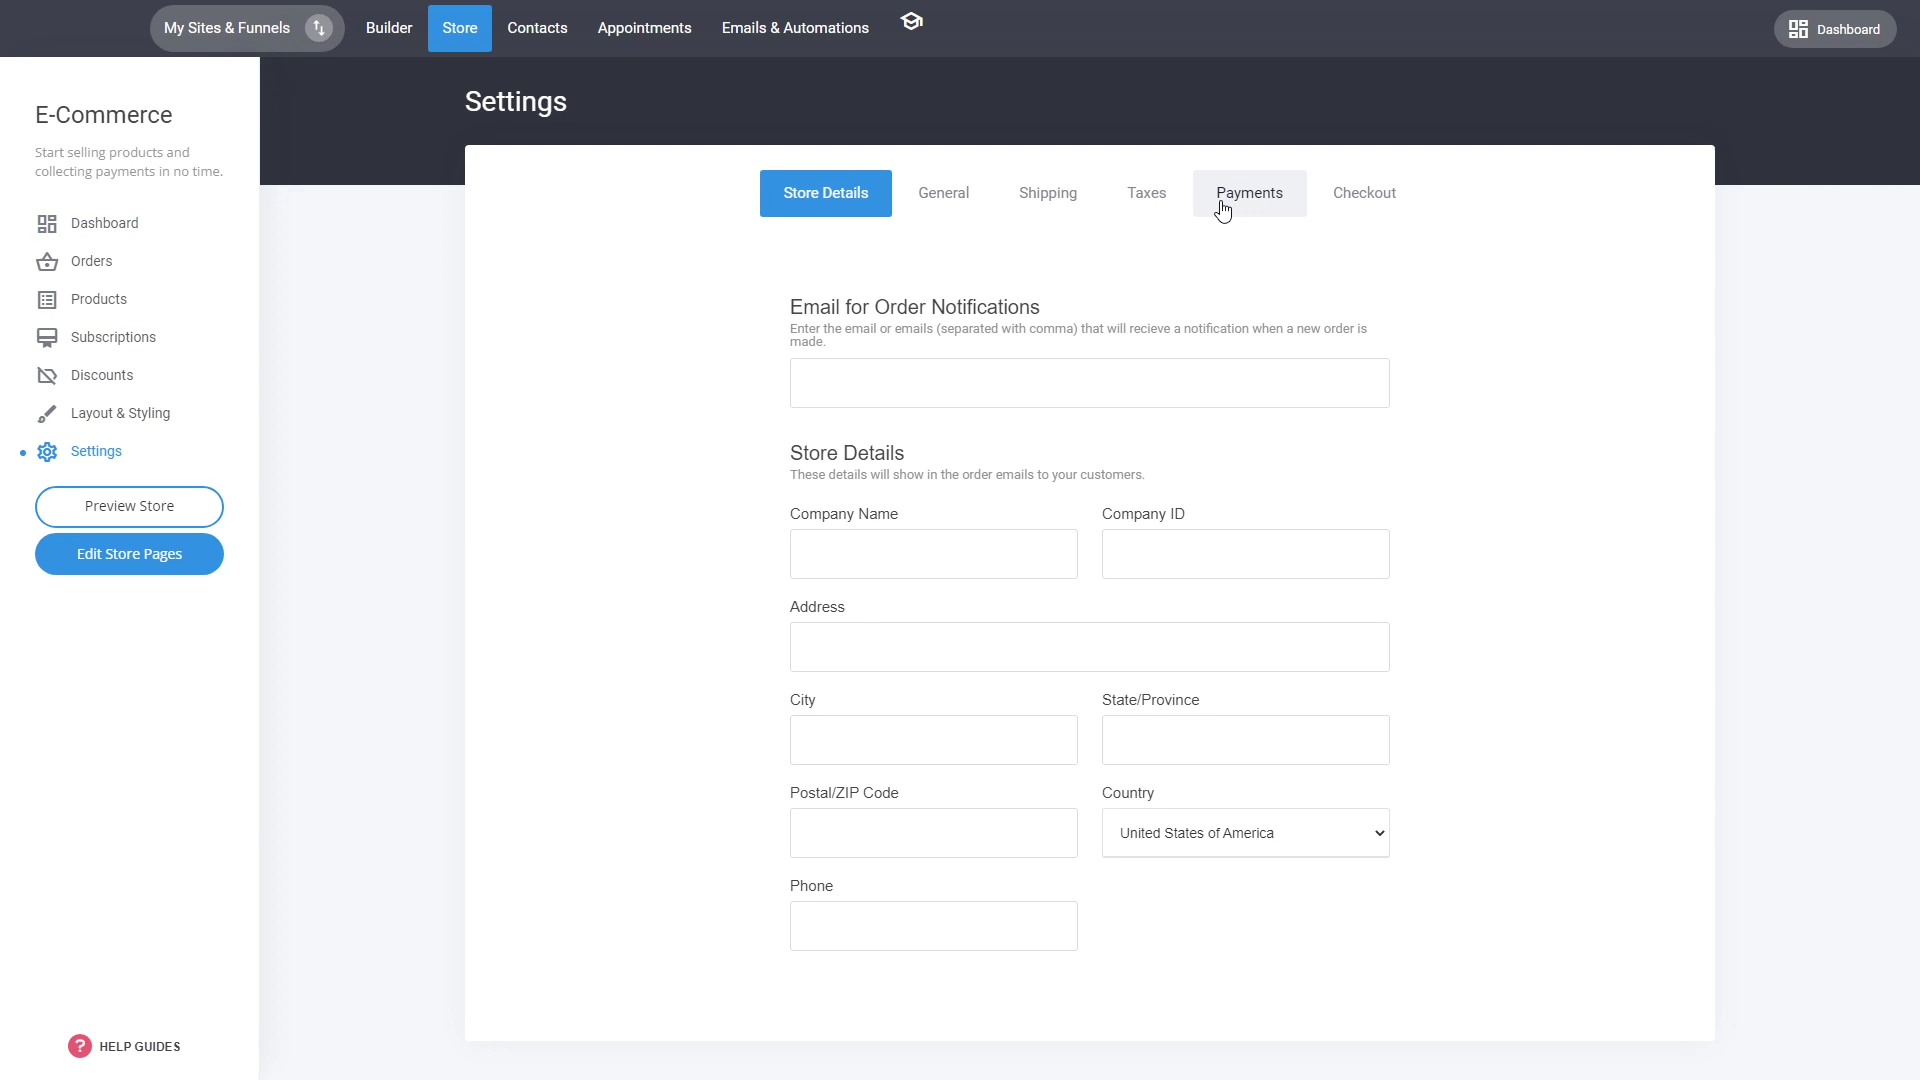 My Sites & Funnels
Builder
Store
Contacts
Appointments
Emails & Automations
Dashboard
E-Commerce
Start selling products and
collecting payments in no time.
Dashboard
Orders
Products
Subscriptions
Discounts
Layout & Styling
Settings
Preview Store
Edit Store Pages
? HELP GUIDES
Settings
Store Details
General
Shipping
Taxes
Payments
Checkout
Email for Order Notifications
Enter the email or emails (separated with comma) that will recieve a notification when a new order is
made.
Store Details
These details will show in the order emails to your customers.
Company Name
Company ID
Address
City
State/Province
Postal/ZIP Code
Country
United States of America
Phone